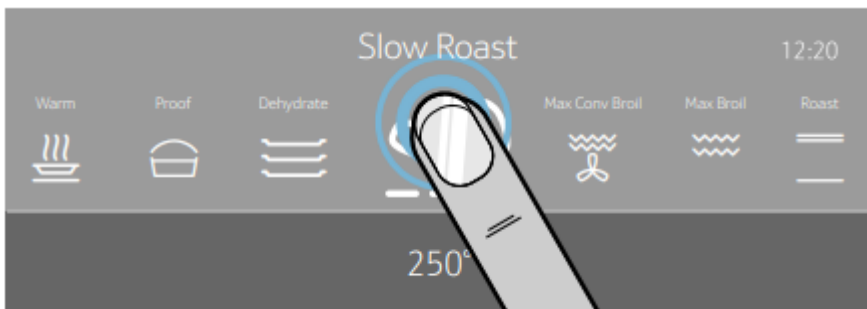 Slow Roast
12:20
Warm
Proof
Dehydrate
Max Conv Broil
Max Broil
Roast
250°